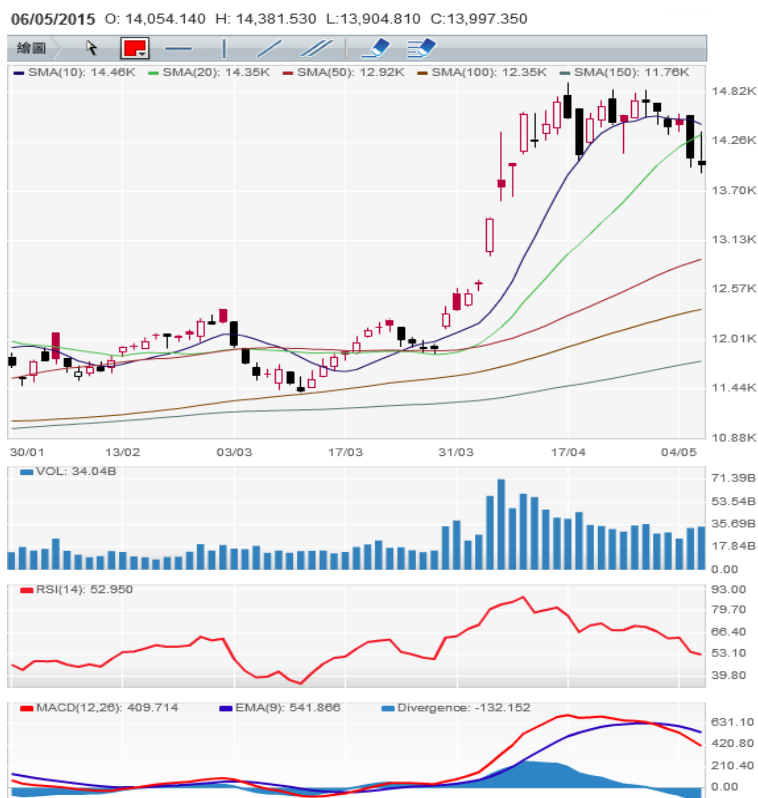 06/05/2015 O: 14,054.140 H: 14,381.530 L:13,904.810 C:13,997.350
繪圖
SMA(10): 14.46K SMA(20): 14.35K SMA(50): 12.92K SMA(100): 12.35K SMA(150): 11.76K
14.82K
14.26K
13.70K
13.13K
12.57K
12.01K
11.44K
10.88K
30/01 13/02 03/03 17/03 31/03 17/04 04/05
VOL: 34.04B
71.39B
53.54B
35.69B
17.84B
0.00
RSI(14): 52.950
93.00
79.70
66.40
53.10
39.80
MACD(12,26): 409.714 EMA(9): 541.866 Divergence: -132.152
631.10
420.80
210.40
0.00